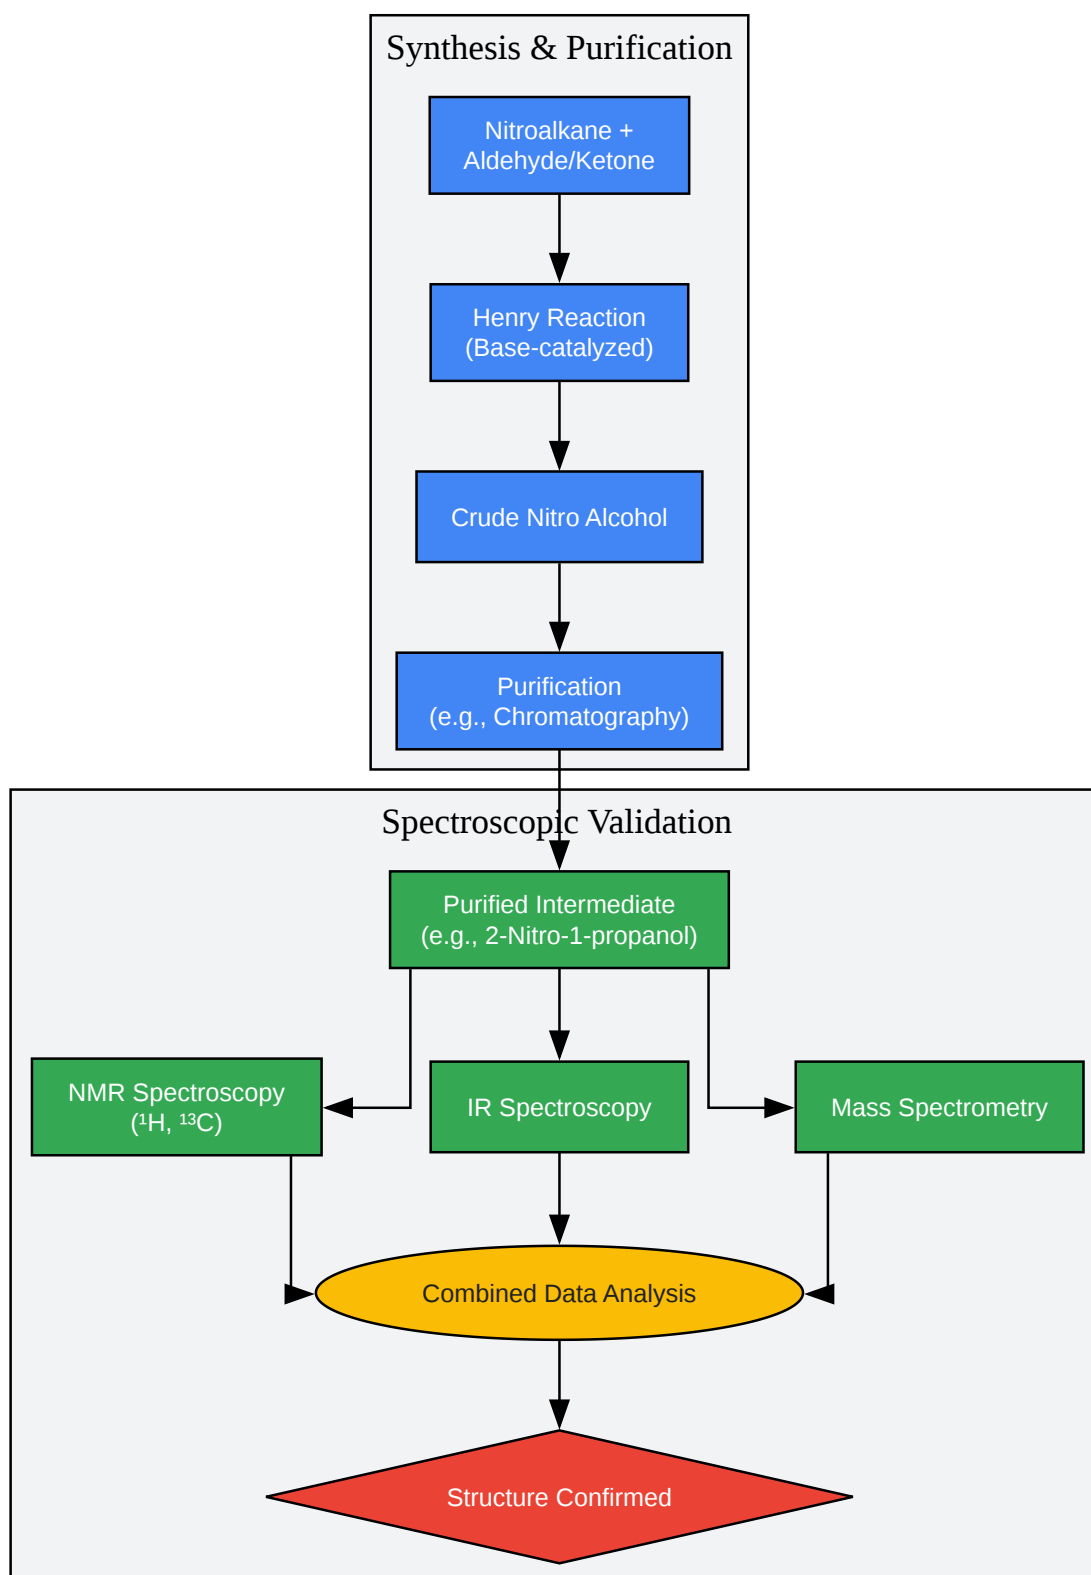 Synthesis & Purification
Nitroalkane +
Aldehyde/Ketone
Henry Reaction
(Base-catalyzed)
Crude Nitro Alcohol
Purification
(e.g., Chromatography)
Spectroscopic Validation
Purified Intermediate
(e.g., 2-Nitro-1-propanol)
NMR Spectroscopy
(¹H, ¹³C)
IR Spectroscopy
Mass Spectrometry
Combined Data Analysis
Structure Confirmed